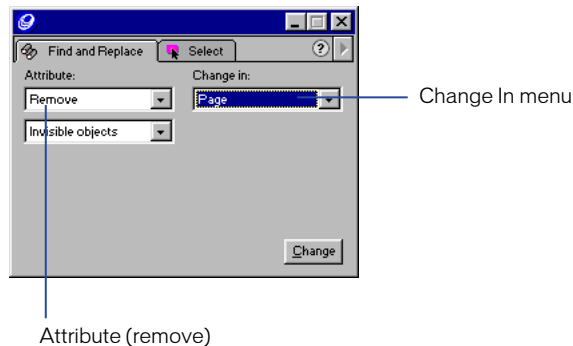 Find and Replace Select ?
Attribute: Change in:
Remove Page
Change In menu
Invisible objects
Change
Attribute (remove)